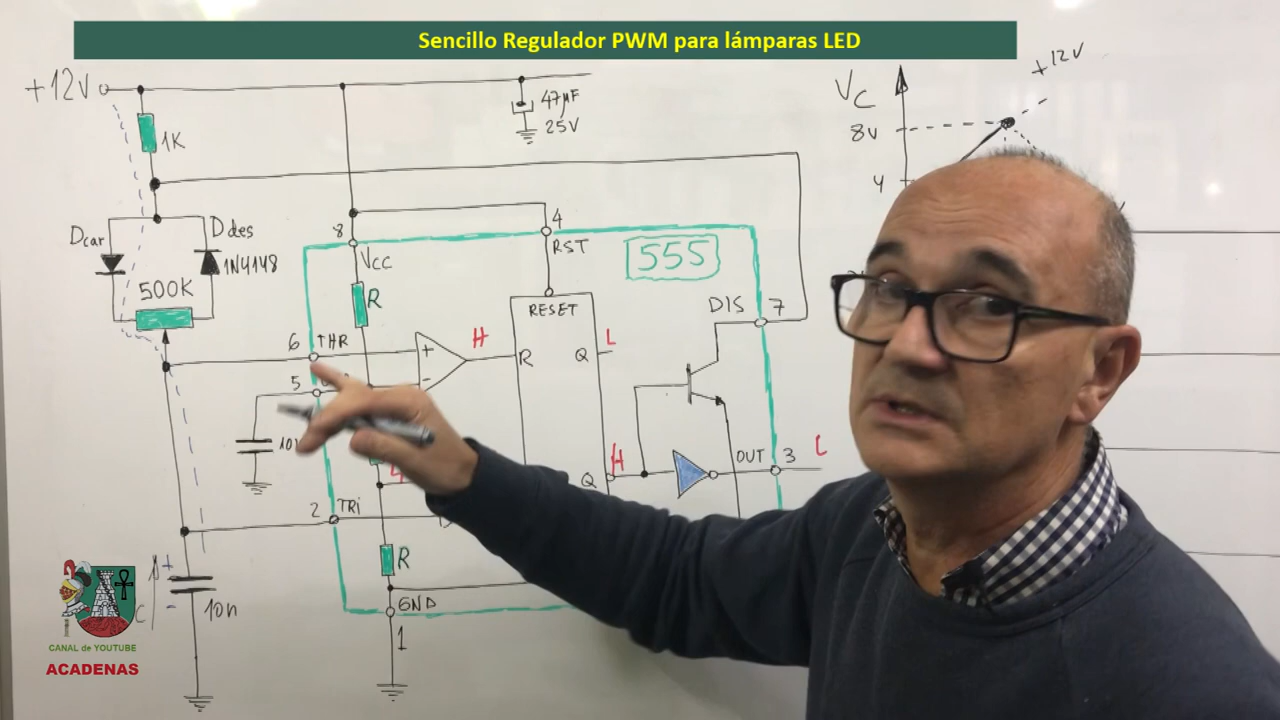 Sencillo Regulador PWM para lámparas LED
+12V
47µF
25V
1K
VC
+12V
8V
4
Dcar
Ddes
1N4148
500K
8
VCC
4
RST
555
R
RESET
DIS
7
6
THR
+
-
H
R
Q
L
5
10
H
Q
OUT
3
L
4
2
TRi
R
GND
1
+
-
C
10n
CANAL de YOUTUBE
ACADENAS